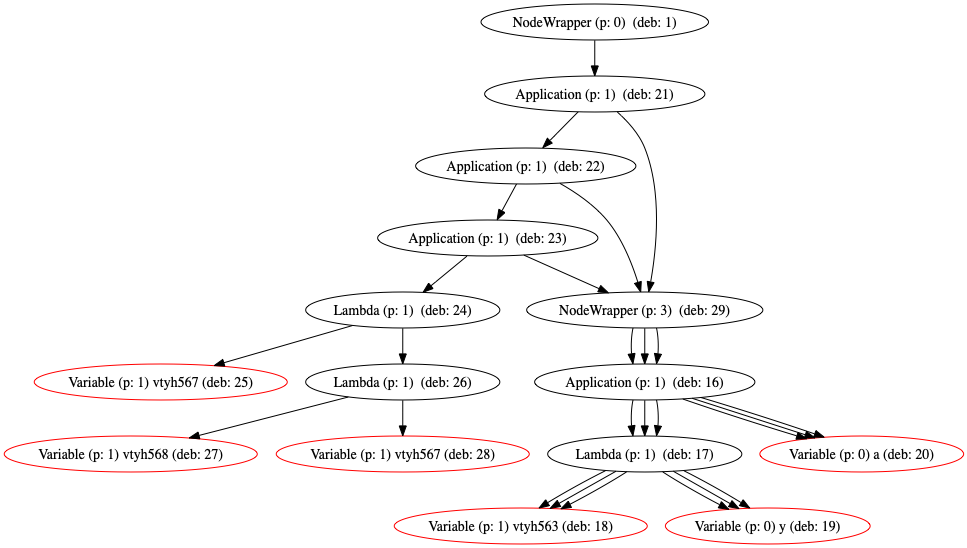 NodeWrapper (p: 0)  (deb: 1)
Application (p: 1)  (deb: 21)
Application (p: 1)  (deb: 22)
Application (p: 1)  (deb: 23)
Lambda (p: 1)  (deb: 24)
NodeWrapper (p: 3)  (deb: 29)
Variable (p: 1) vtyh567 (deb: 25)
Lambda (p: 1)  (deb: 26)
Application (p: 1)  (deb: 16)
Variable (p: 1) vtyh568 (deb: 27)
Variable (p: 1) vtyh567 (deb: 28)
Lambda (p: 1)  (deb: 17)
Variable (p: 0) a (deb: 20)
Variable (p: 1) vtyh563 (deb: 18)
Variable (p: 0) y (deb: 19)